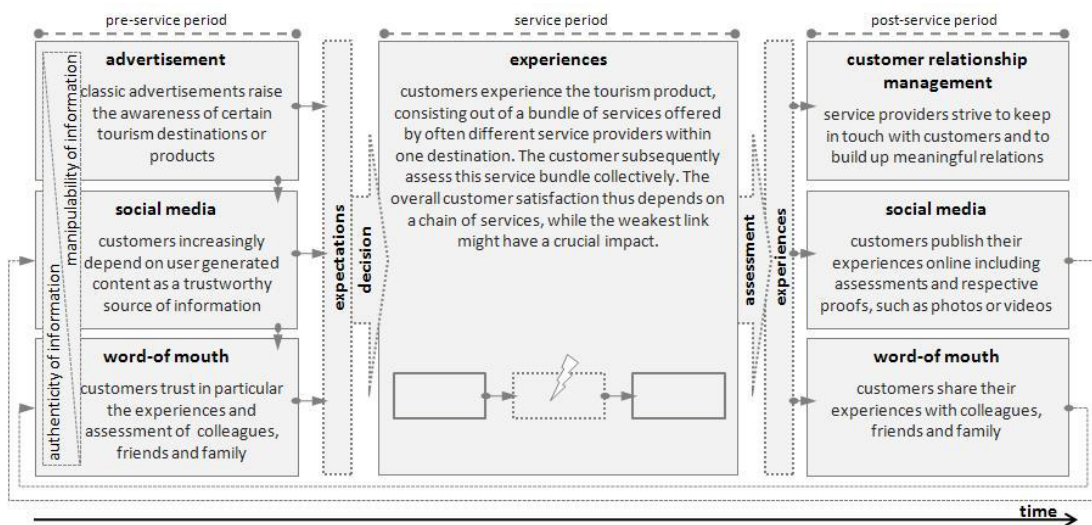 pre-service period
service period
post-service period
manipulability of information
authenticity of information
advertisement
classic advertisements raise
the awareness of certain
tourism destinations or
products
social media
customers increasingly
depend on user generated
content as a trustworthy
source of information
word-of mouth
customers trust in particular
the experiences and
assessment of colleagues,
friends and family
expectations
decision
experiences
customers experience the tourism product,
consisting out of a bundle of services offered
by often different service providers within
one destination. The customer subsequently
assess this service bundle collectively. The
overall customer satisfaction thus depends on
a chain of services, while the weakest link
might have a crucial impact.
assessment
experiences
customer relationship
management
service providers strive to keep
in touch with customers and to
build up meaningful relations
social media
customers publish their
experiences online including
assessments and respective
proofs, such as photos or videos
word-of mouth
customers share their
experiences with colleagues,
friends and family
time